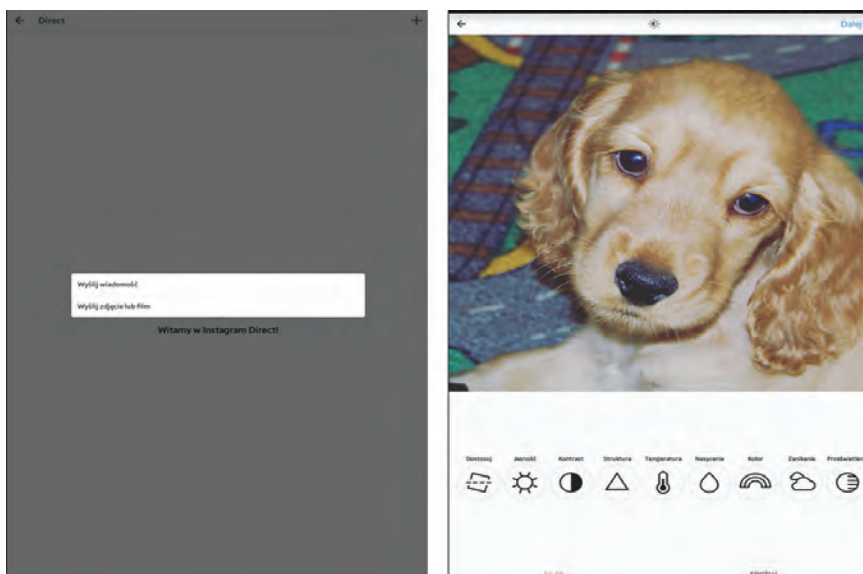 Direct
Wyślij wiadomość
Wyślij zdjęcie lub film
Witamy w Instagram Direct!
Dalej
Dostosuj Jasność Kontrast Struktura Temperatura Nasycenie Kolor Zanikanie Prześwietlen